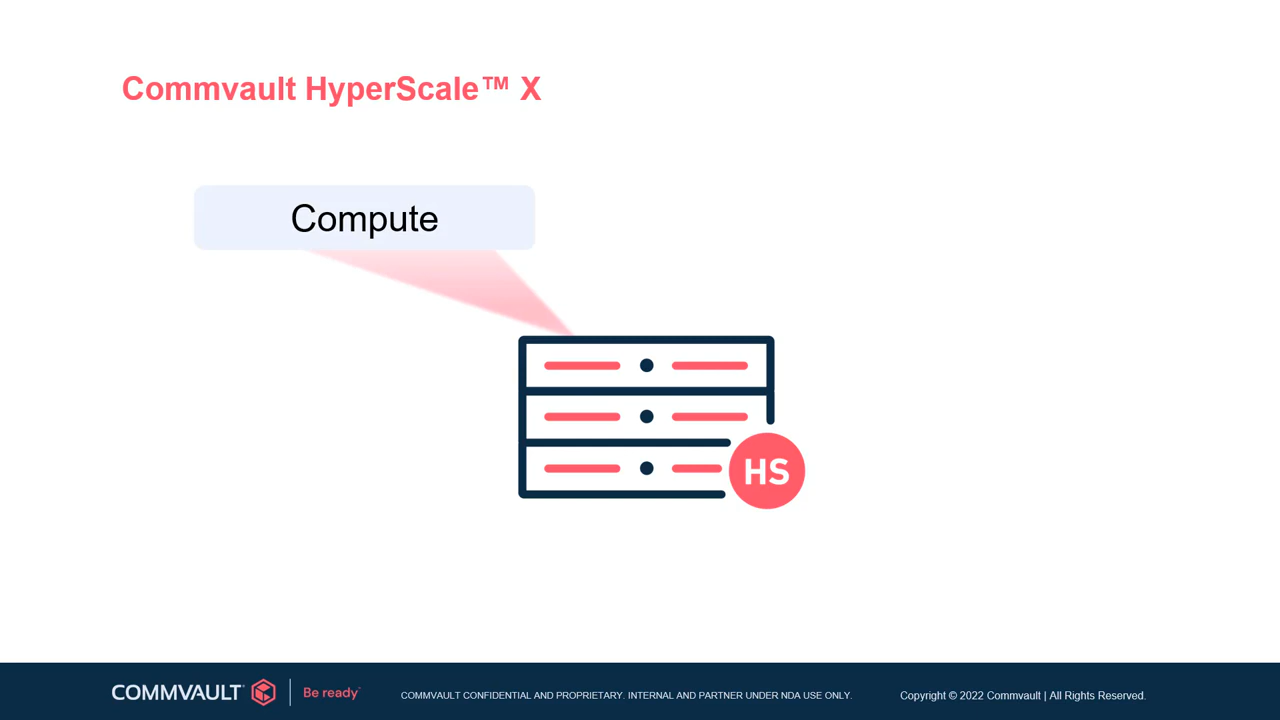 Commvault HyperScale™ X
Compute
HS
COMMVAULT Be ready
COMMVAULT CONFIDENTIAL AND PROPRIETARY. INTERNAL AND PARTNER UNDER NDA USE ONLY.
Copyright © 2022 Commvault | All Rights Reserved.